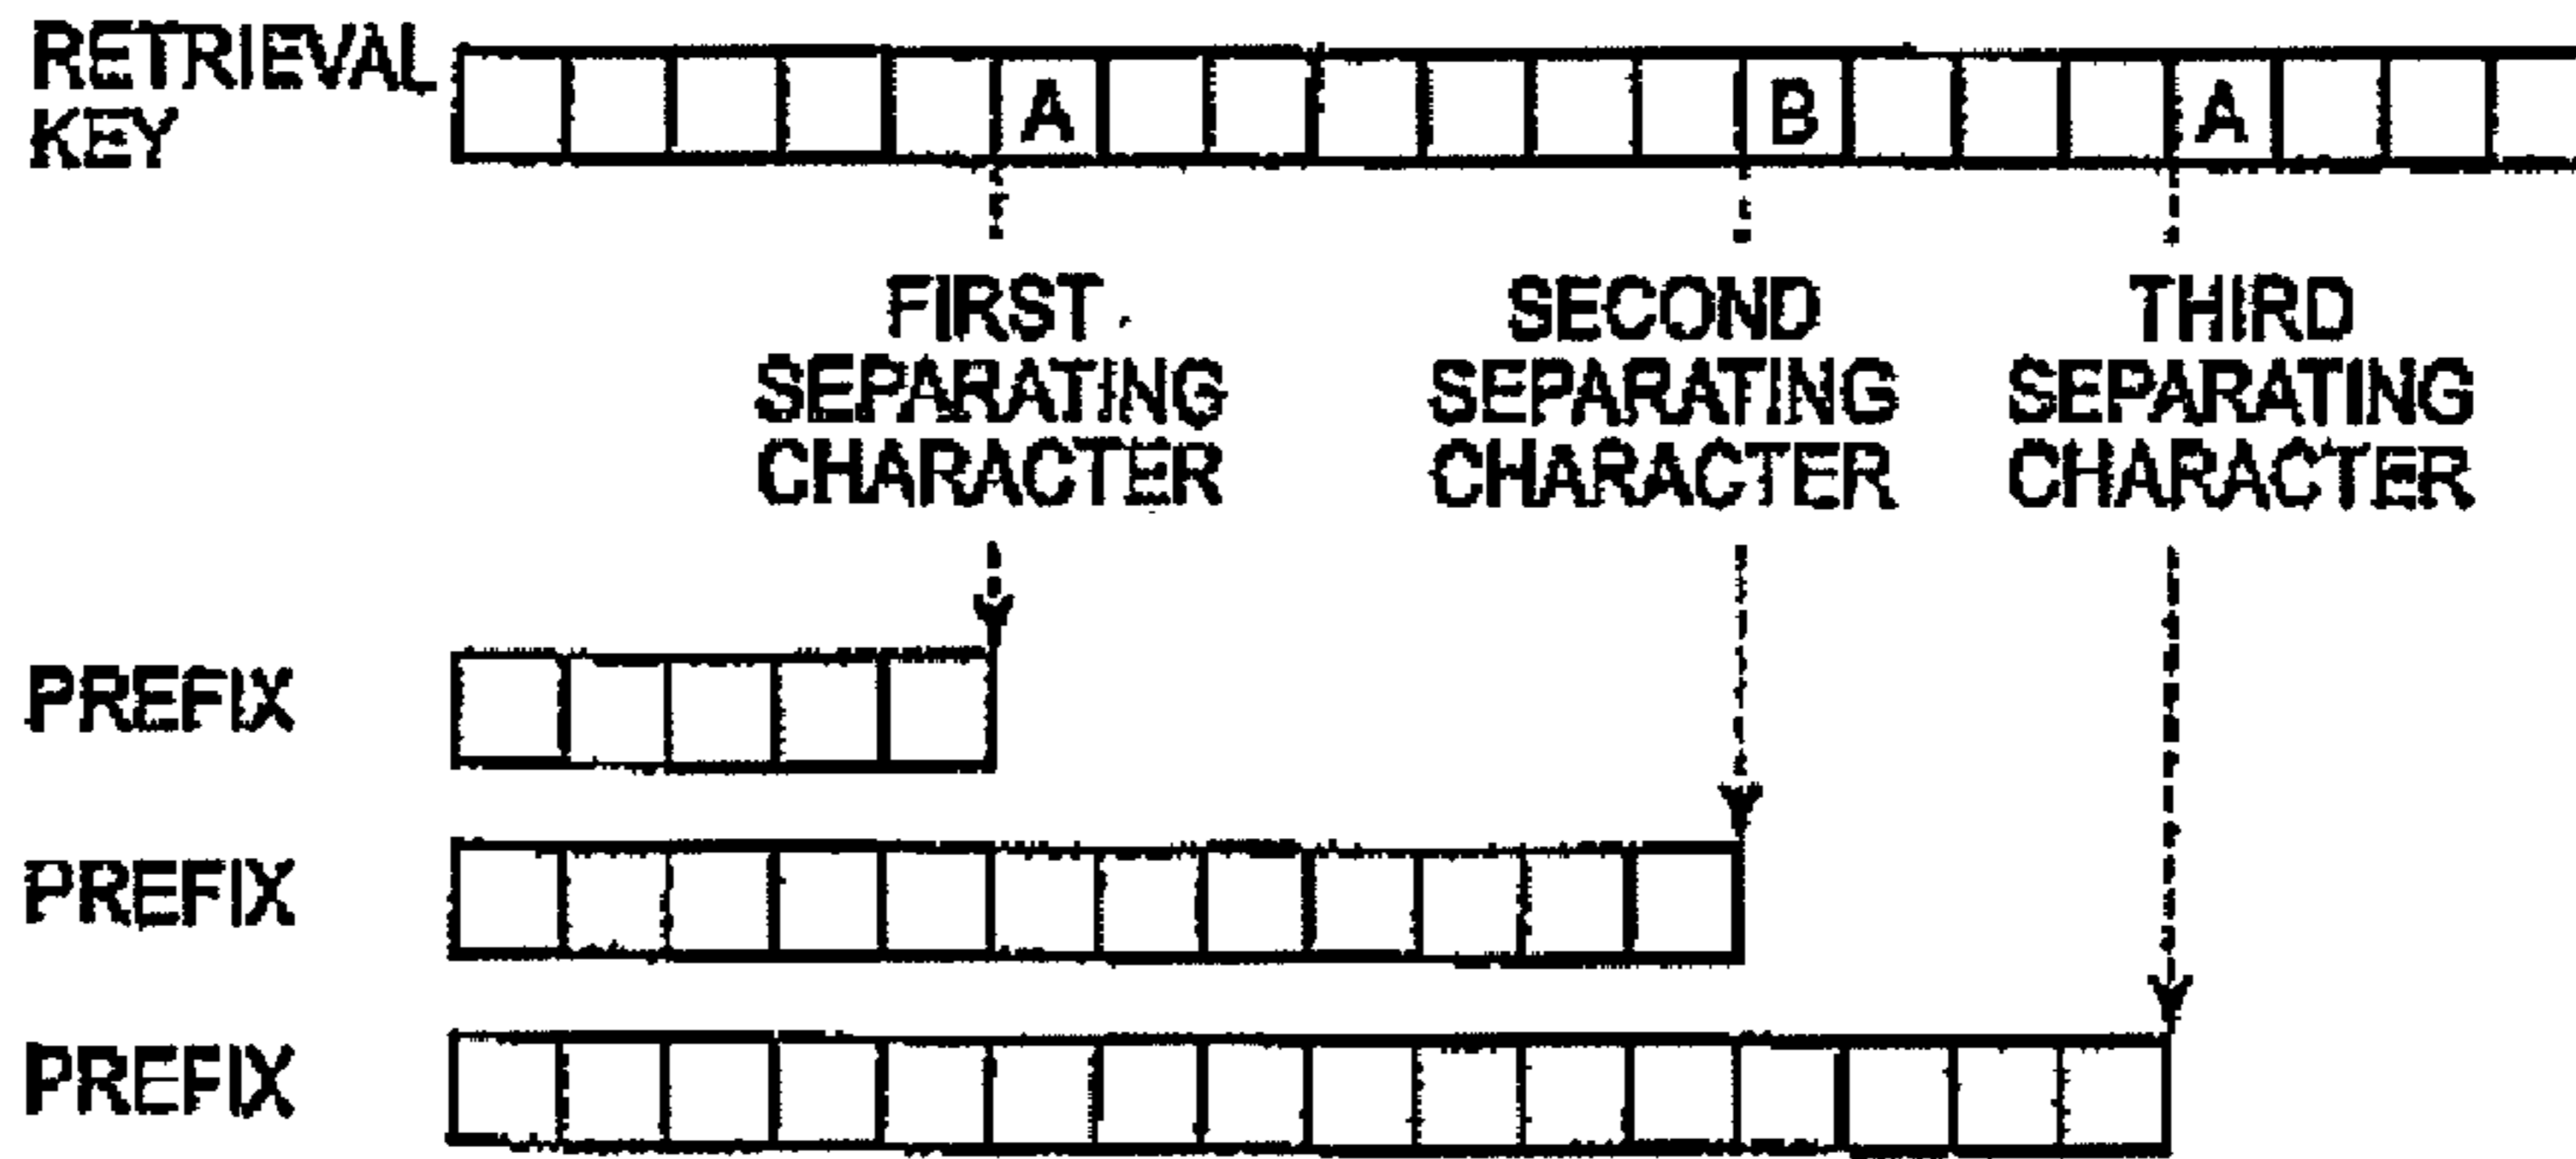 RETRIEVAL
KEY
A B A
FIRST
SEPARATING
CHARACTER
SECOND
SEPARATING
CHARACTER
THIRD
SEPARATING
CHARACTER
PREFIX
PREFIX
PREFIX